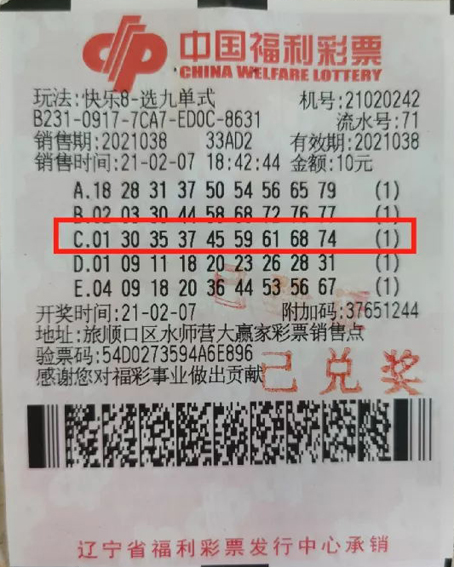 中国福利彩票
CHINA WELFARE LOTTERY
玩法:快乐8-选九单式 机号:21020242
B231-0917-7CA7-ED0C-8631 流水号:71
销售期:2021038 33AD2 有效期:2021038
销售时间:21-02-07 18:42:44 金额:10元
A.18 28 31 37 50 54 56 65 79 (1)
B.02 03 30 44 58 68 72 76 77 (1)
C.01 30 35 37 45 59 61 68 74 (1)
D.01 09 11 18 20 23 26 28 31 (1)
E.04 09 18 20 36 44 53 56 67 (1)
开奖时间:21-02-07 附加码:37651244
地址:旅顺口区水师营大赢家彩票销售点
验票码:54D0273594A6E896
感谢您对福彩事业做出贡献
已兑奖
辽宁省福利彩票发行中心承销